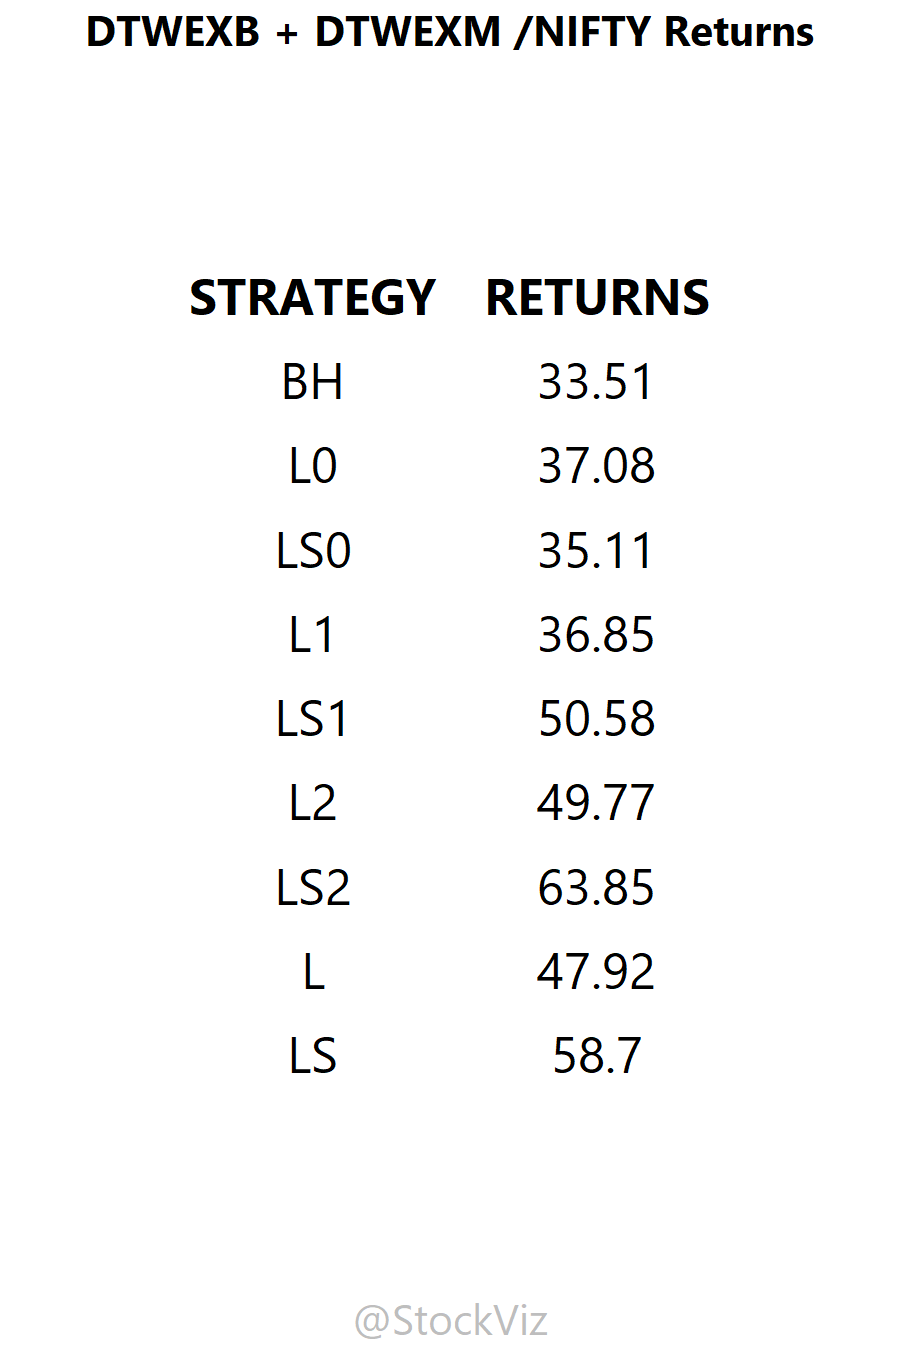 DTWEXB + DTWEXM /NIFTY Returns
STRATEGY RETURNS
BH 33.51
L0 37.08
LS0 35.11
L1 36.85
LS1 50.58
L2 49.77
LS2 63.85
L 47.92
LS 58.7
@StockViz